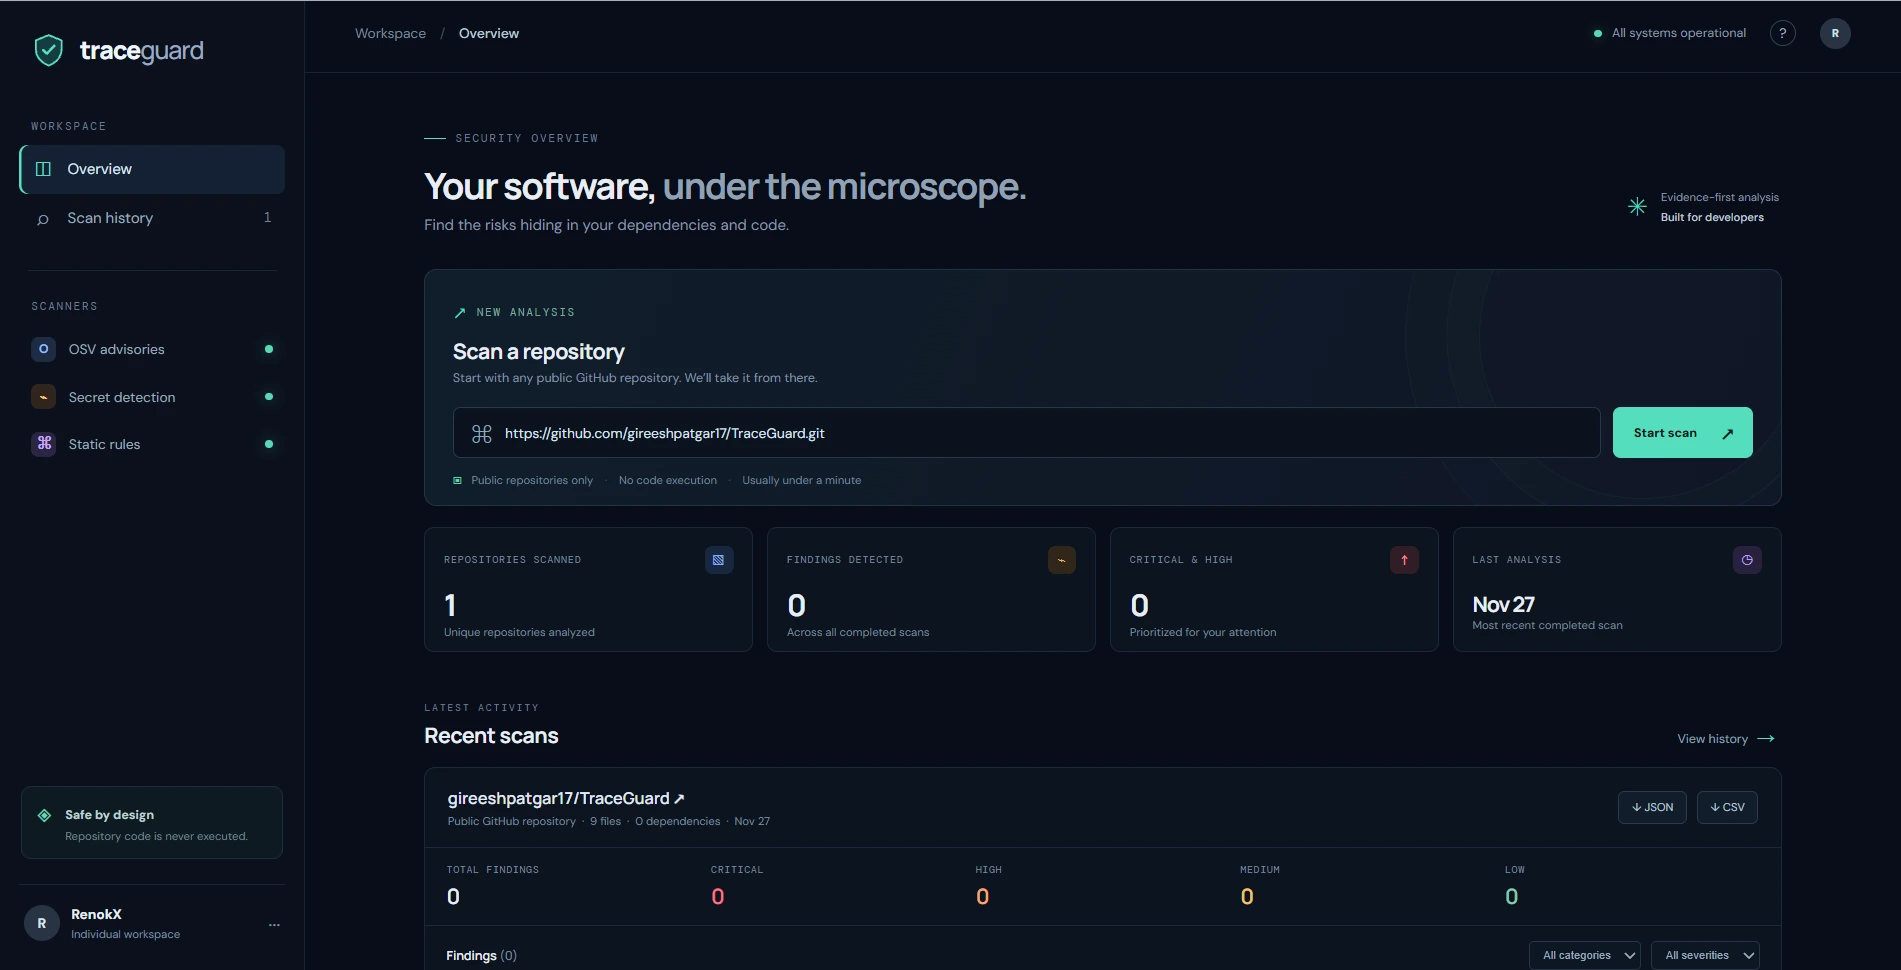 traceguard
Workspace / Overview
All systems operational
?
R
WORKSPACE
Overview
Scan history 1
SCANNERS
O OSV advisories
Secret detection
⌘ Static rules
Safe by design
Repository code is never executed.
R
RenokX
Individual workspace
...
SECURITY OVERVIEW
Your software, under the microscope.
Find the risks hiding in your dependencies and code.
Evidence-first analysis
Built for developers
↗ NEW ANALYSIS
Scan a repository
Start with any public GitHub repository. We'll take it from there.
⌘ https://github.com/gireeshpatgar17/TraceGuard.git
Start scan ↗
Public repositories only · No code execution · Usually under a minute
REPOSITORIES SCANNED
1
Unique repositories analyzed
FINDINGS DETECTED
0
Across all completed scans
CRITICAL & HIGH
↑
0
Prioritized for your attention
LAST ANALYSIS
Nov 27
Most recent completed scan
LATEST ACTIVITY
Recent scans
View history →
gireeshpatgar17/TraceGuard ↗
Public GitHub repository · 9 files · 0 dependencies · Nov 27
↓ JSON
↓ CSV
TOTAL FINDINGS
0
CRITICAL
0
HIGH
0
MEDIUM
0
LOW
0
Findings (0)
All categories
All severities